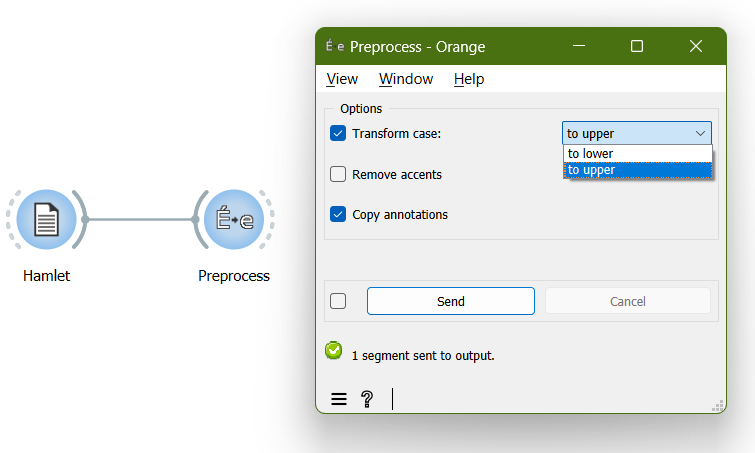 É e Preprocess - Orange
View Window Help
Options
Transform case: to upper
to lower
to upper
Remove accents
Copy annotations
É e
Hamlet Preprocess
Send Cancel
1 segment sent to output.
?